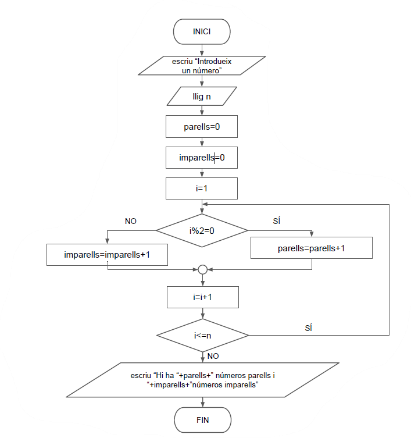 INICI
escriu "Introdueix
un número"
llig n
parells=0
imparells=0
i=1
NO
SÍ
i%2=0
imparells=imparells+1
parells=parells+1
i=i+1
i<=n
SÍ
NO
escriu "Hi ha "+parells+" números parells i
"+imparells+"números imparells"
FIN